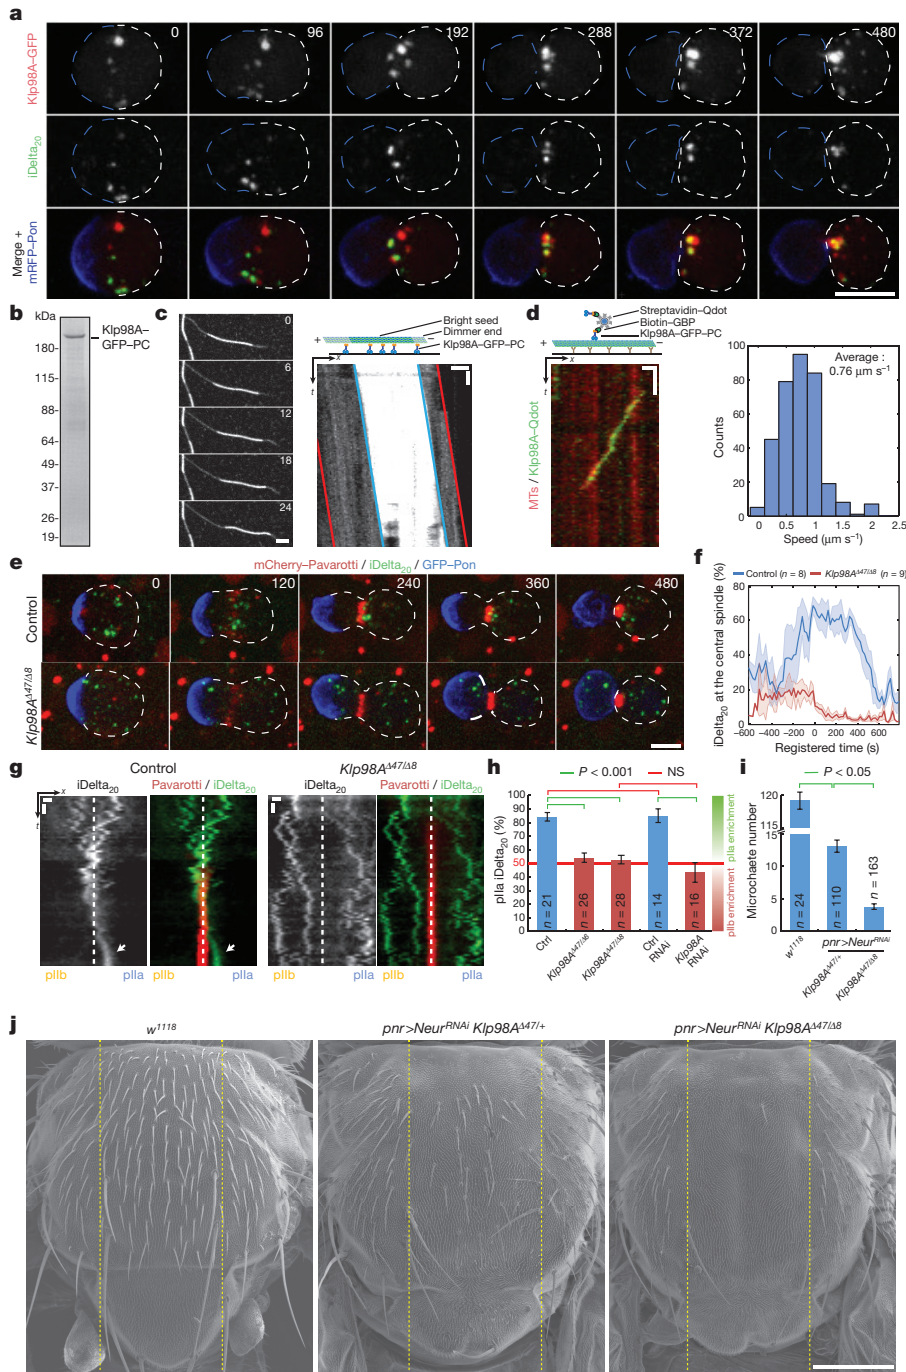 a
Klp98A–GFP
0
96
192
288
372
480
iDelta20
Merge +
mRFP–Pon
b
kDa
180-
115-
88-
64-
49-
37-
26-
19-
Klp98A–
GFP–PC
c
0
6
12
18
24
Bright seed
Dimmer end
Klp98A–GFP–PC
+
–
x
t
d
Streptavidin–Qdot
Biotin–GBP
Klp98A–GFP–PC
+
–
x
t
MTs / Klp98A–Qdot
Average :
0.76 μm s⁻¹
Counts
100
80
60
40
20
0
0
0.5
1
1.5
2
2.5
Speed (μm s⁻¹)
e
mCherry–Pavarotti / iDelta20 / GFP–Pon
Control
0
120
240
360
480
Klp98AΔ47/Δ8
f
Control (n = 8)
Klp98AΔ47/Δ8 (n = 9)
iDelta20 at the central spindle (%)
80
60
40
20
0
–600
–400
–200
0
200
400
600
Registered time (s)
g
Control
Klp98AΔ47/Δ8
x
t
iDelta20
Pavarotti / iDelta20
iDelta20
Pavarotti / iDelta20
pIIb
pIIa
pIIb
pIIa
h
P < 0.001
NS
pIIa iDelta20 (%)
100
90
80
70
60
50
40
30
20
10
0
n = 21
n = 26
n = 28
n = 14
n = 16
Ctrl
Klp98AΔ47/Δ6
Klp98AΔ47/Δ8
Ctrl
RNAi
Klp98A
RNAi
pIIa enrichment
pIIb enrichment
i
P < 0.05
Microchaete number
120
115
15
10
5
0
n = 24
n = 110
n = 163
w1118
pnr>NeurRNAi
Klp98AΔ47/+
Klp98AΔ47/Δ8
j
w1118
pnr>NeurRNAi Klp98AΔ47/+
pnr>NeurRNAi Klp98AΔ47/Δ8